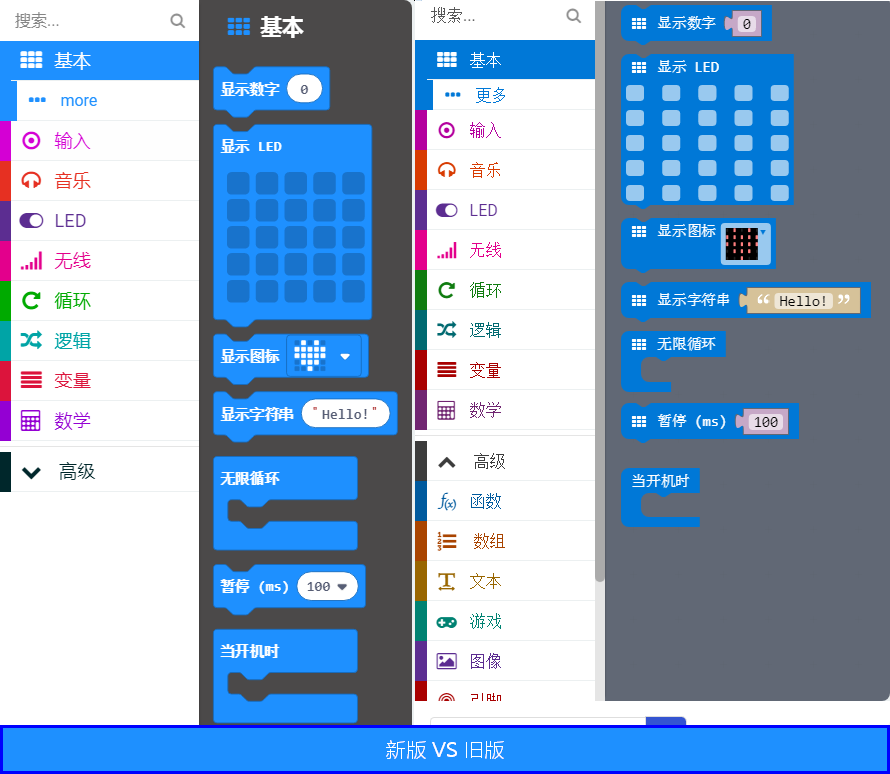 搜索...
基本
more
输入
音乐
LED
无线
循环
逻辑
变量
数学
高级
基本
显示数字 0
显示 LED
显示图标
显示字符串 "Hello!"
无限循环
暂停 (ms) 100
当开机时
搜索...
基本
更多
输入
音乐
LED
无线
循环
逻辑
变量
数学
高级
f(x) 函数
数组
文本
游戏
图像
引脚
显示数字 0
显示 LED
显示图标
显示字符串 “ Hello! ”
无限循环
暂停 (ms) 100
当开机时
新版 VS 旧版